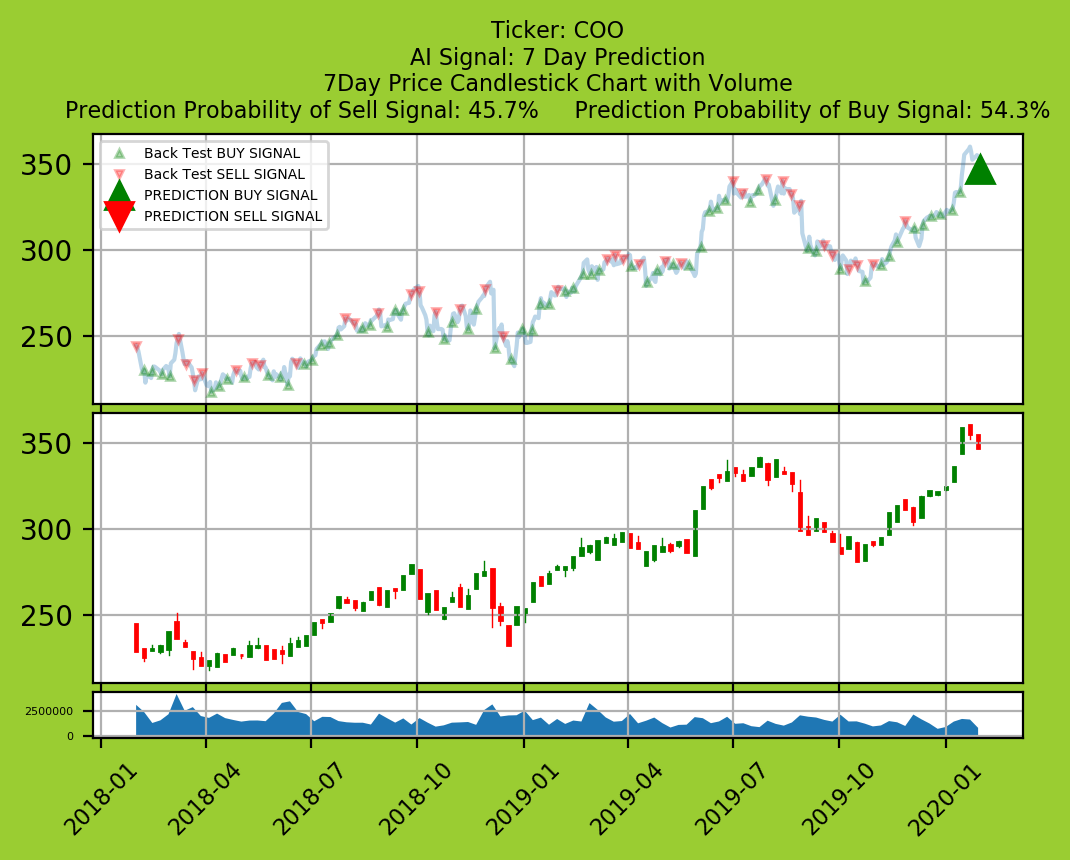 Ticker: COO
AI Signal: 7 Day Prediction
7Day Price Candlestick Chart with Volume
Prediction Probability of Sell Signal: 45.7%   Prediction Probability of Buy Signal: 54.3%
Back Test BUY SIGNAL
Back Test SELL SIGNAL
PREDICTION BUY SIGNAL
PREDICTION SELL SIGNAL
350
300
250
350
300
250
2500000
0
2018-01
2018-04
2018-07
2018-10
2019-01
2019-04
2019-07
2019-10
2020-01